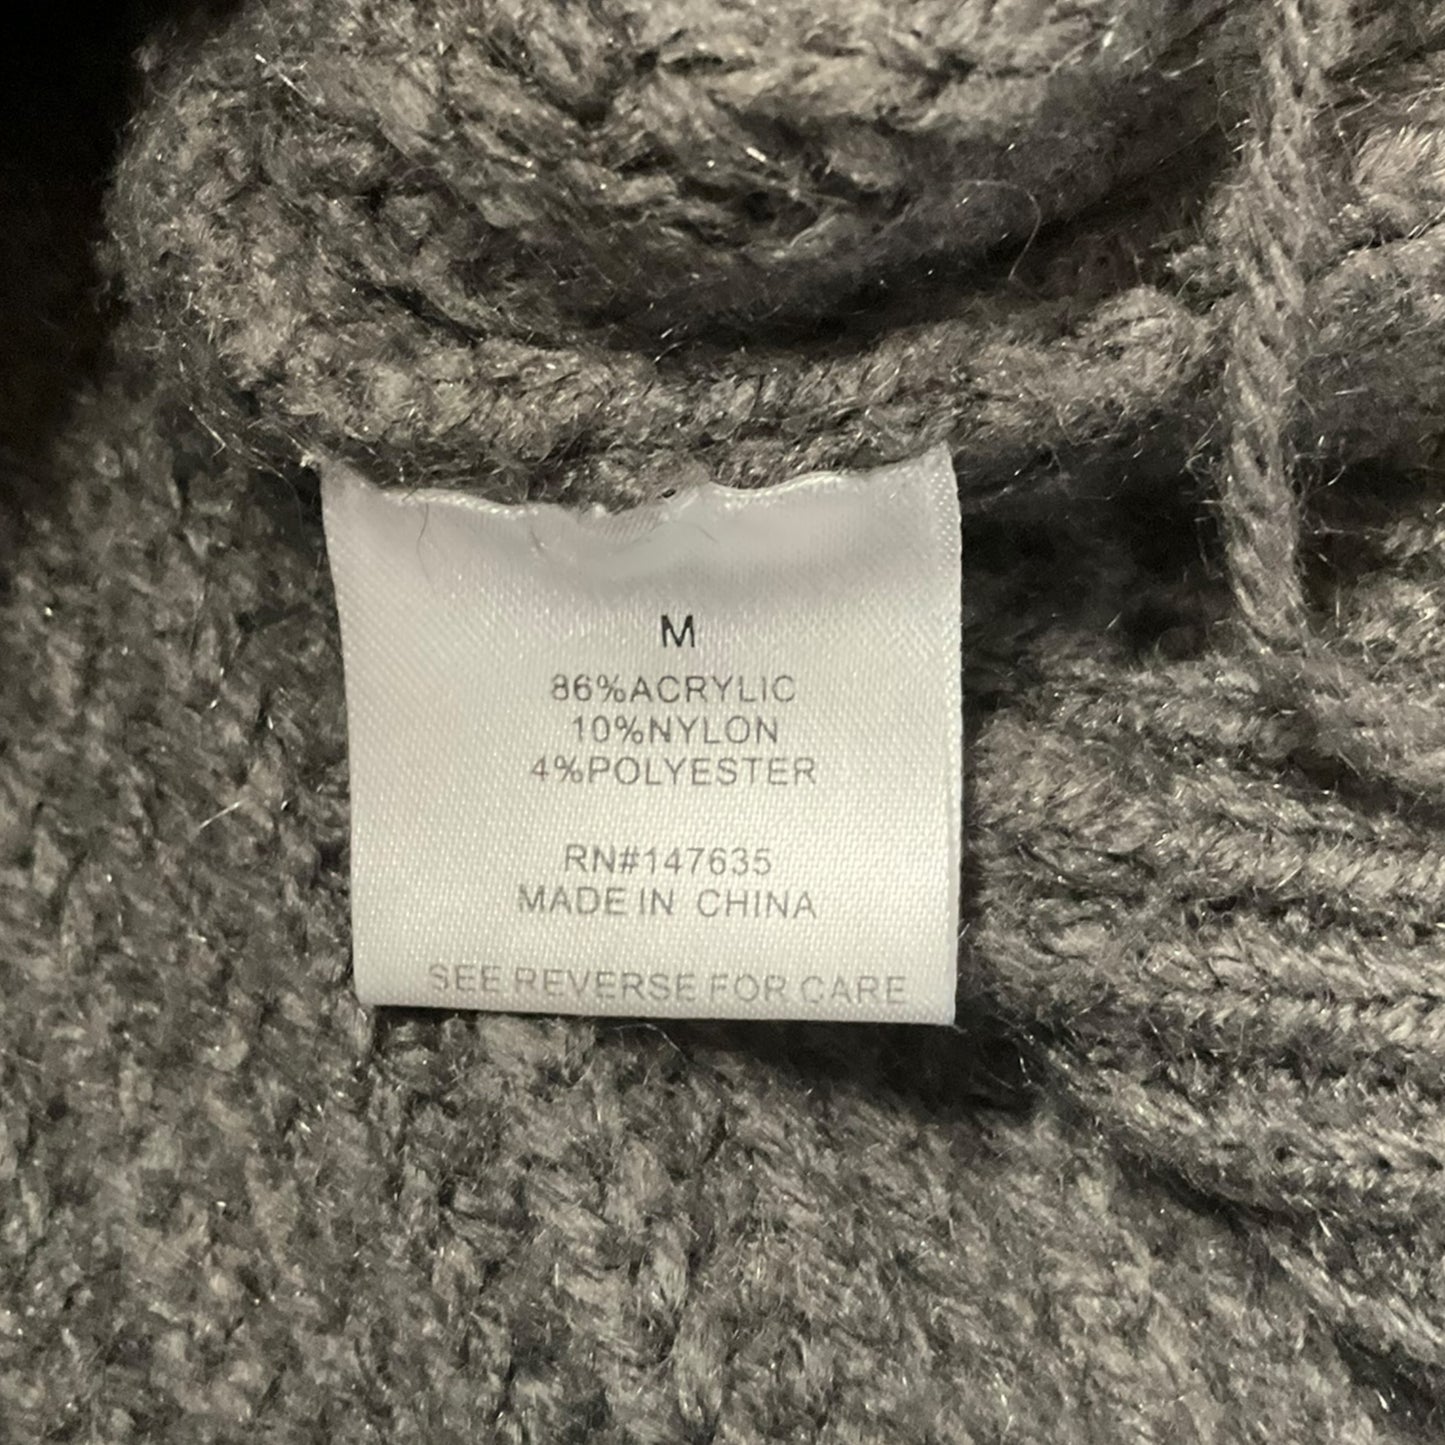 M
86%ACRYLIC
10%NYLON
4%POLYESTER
RN#147635
MADE IN CHINA
SEE REVERSE FOR CARE